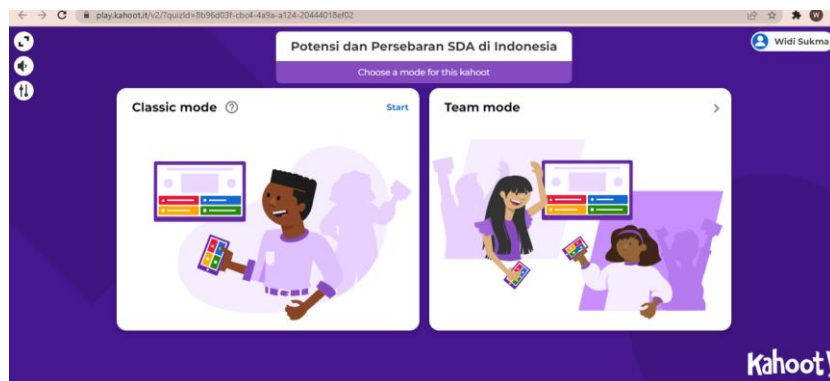 play.kahoot.it/v2/?quizId=8b96d03f-cbc4-4a9a-a124-20444018ef02
W
Potensi dan Persebaran SDA di Indonesia
Choose a mode for this kahoot
Widi Sukma
Classic mode ?
Start
Team mode
Kahoot!